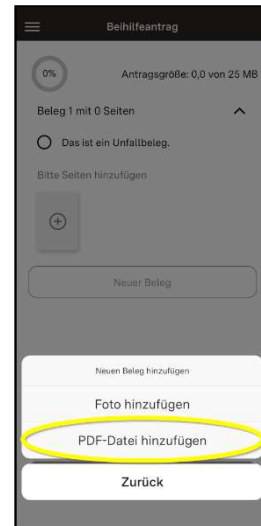 Beihilfeantrag
0%
Antragsgröße: 0,0 von 25 MB
Beleg 1 mit 0 Seiten
Das ist ein Unfallbeleg.
Bitte Seiten hinzufügen
Neuer Beleg
Neuen Beleg hinzufügen
Foto hinzufügen
PDF-Datei hinzufügen
Zurück